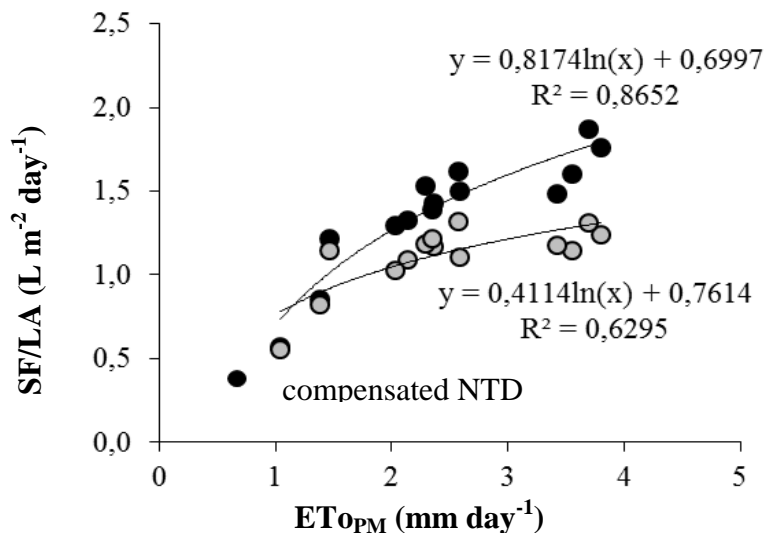 2,5
y = 0,8174ln(x) + 0,6997
2,0
R² = 0,8652
1,5
1,0
y = 0,4114ln(x) + 0,7614
R² = 0,6295
0,5
compensated NTD
0,0
0 1 2 3 4 5
SF/LA (L m⁻² day⁻¹)
EToPM (mm day⁻¹)